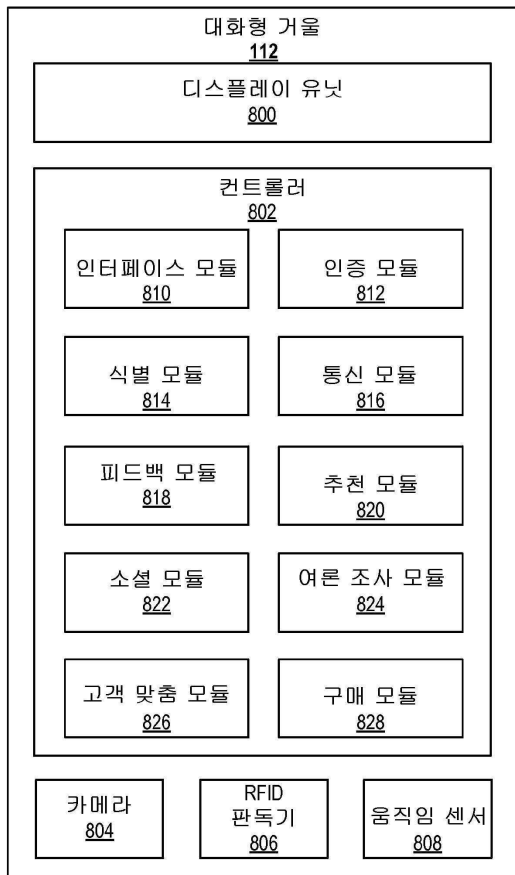 대화형 거울
112
디스플레이 유닛
800
컨트롤러
802
인터페이스 모듈
810
인증 모듈
812
식별 모듈
814
통신 모듈
816
피드백 모듈
818
추천 모듈
820
소셜 모듈
822
여론 조사 모듈
824
고객 맞춤 모듈
826
구매 모듈
828
카메라
804
RFID
판독기
806
움직임 센서
808